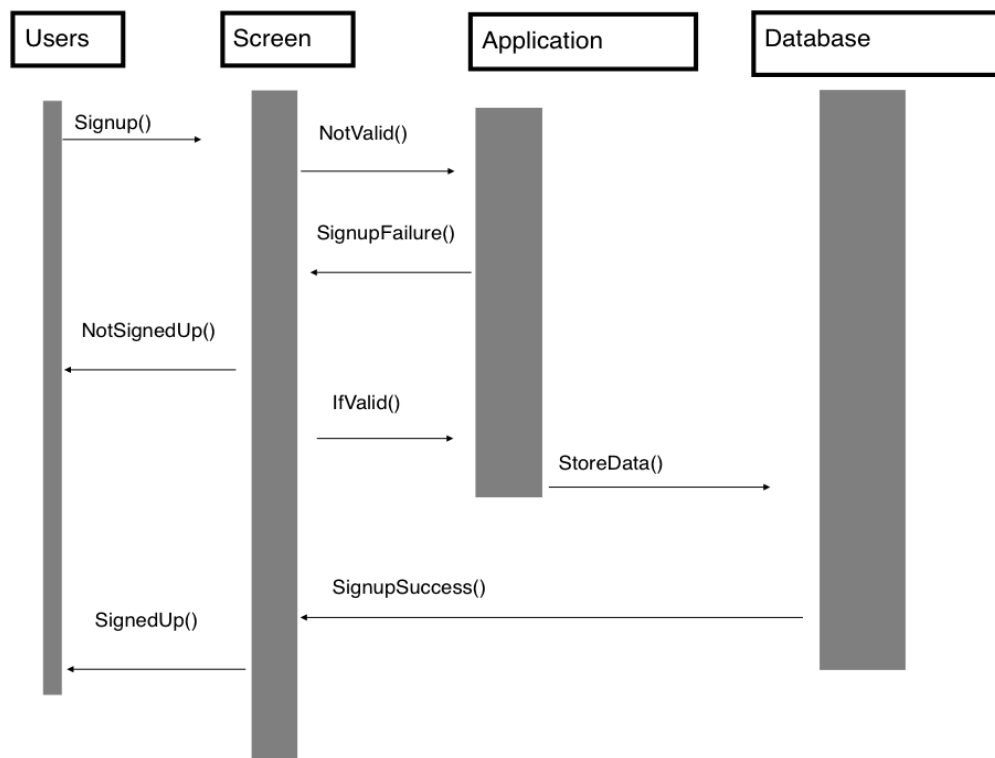 Users
Screen
Application
Database
Signup()
NotValid()
SignupFailure()
NotSignedUp()
IfValid()
StoreData()
SignupSuccess()
SignedUp()